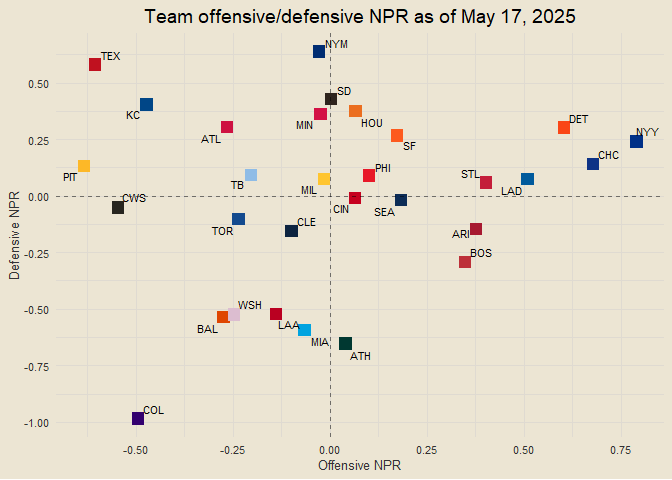 Team offensive/defensive NPR as of May 17, 2025
NYM
TEX
SD
KC
HOU
MIN
DET
ATL
SF
NYY
CHC
PIT
PHI
STL
TB
MIL
LAD
CWS
CIN
SEA
TOR
CLE
ARI
BOS
WSH
BAL
LAA
MIA
ATH
COL
0.50
0.25
0.00
-0.25
-0.50
-0.75
-1.00
Defensive NPR
-0.50
-0.25
0.00
0.25
0.50
0.75
Offensive NPR